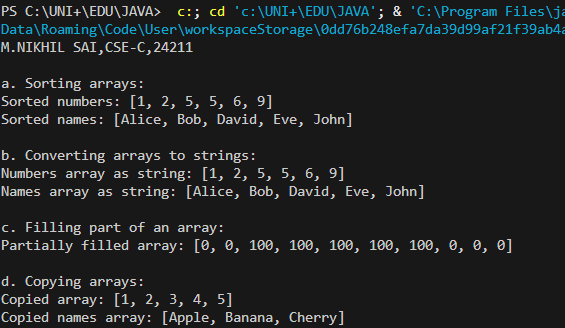 PS C:\UNI+\EDU\JAVA>  c:; cd 'c:\UNI+\EDU\JAVA'; & 'C:\Program Files\ja
Data\Roaming\Code\User\workspaceStorage\0dd76b248efa7da39d99af21f39ab4a
M.NIKHIL SAI,CSE-C,24211

a. Sorting arrays:
Sorted numbers: [1, 2, 5, 5, 6, 9]
Sorted names: [Alice, Bob, David, Eve, John]

b. Converting arrays to strings:
Numbers array as string: [1, 2, 5, 5, 6, 9]
Names array as string: [Alice, Bob, David, Eve, John]

c. Filling part of an array:
Partially filled array: [0, 0, 100, 100, 100, 100, 100, 0, 0, 0]

d. Copying arrays:
Copied array: [1, 2, 3, 4, 5]
Copied names array: [Apple, Banana, Cherry]